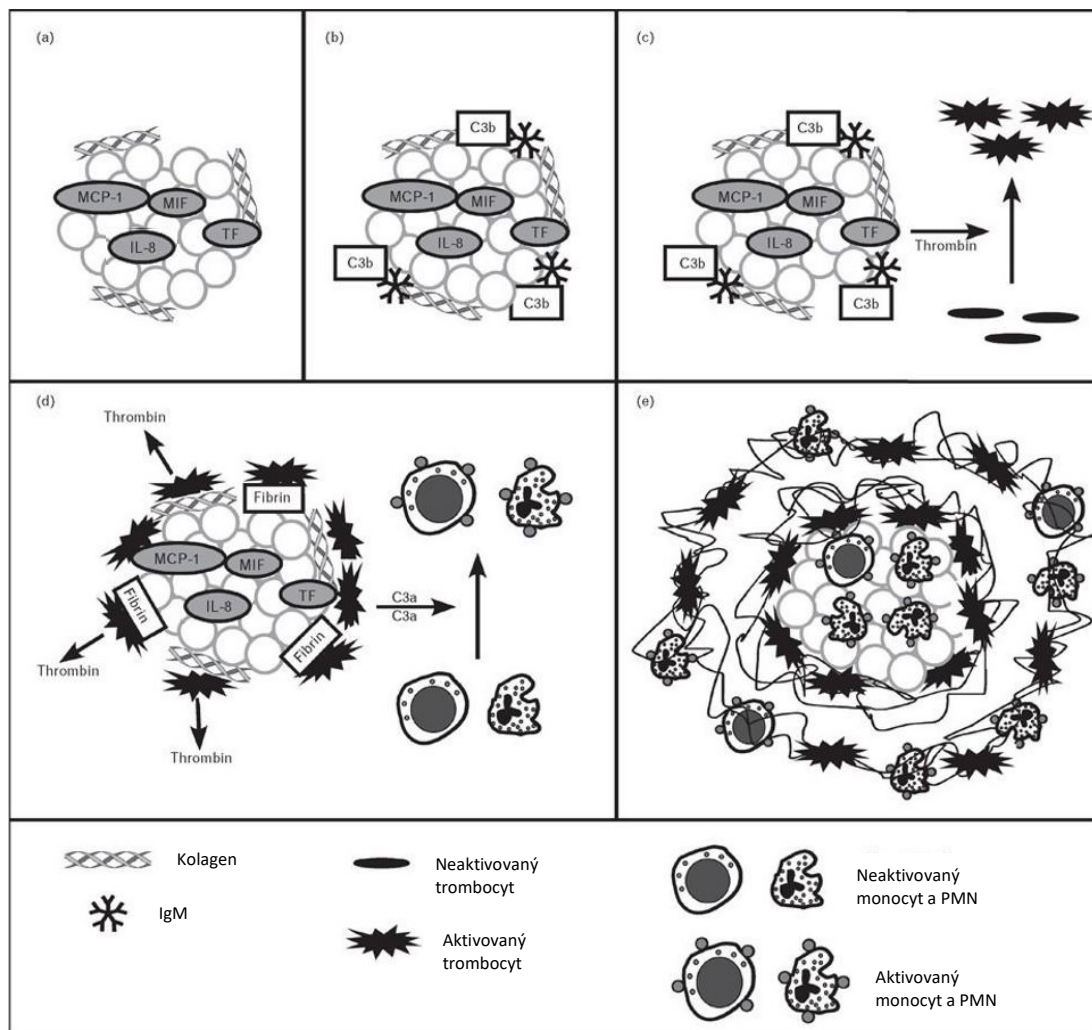 (a)
MCP-1
MIF
IL-8
TF
(b)
C3b
MCP-1
MIF
IL-8
TF
C3b
C3b
(c)
C3b
MCP-1
MIF
IL-8
TF
Thrombin
C3b
C3b
(d)
Thrombin
Fibrin
MCP-1
MIF
IL-8
TF
Fibrin
C3a
C3a
Fibrin
Thrombin
Thrombin
(e)
Kolagen
IgM
Neaktivovaný
trombocyt
Aktivovaný
trombocyt
Neaktivovaný
monocyt a PMN
Aktivovaný
monocyt a PMN